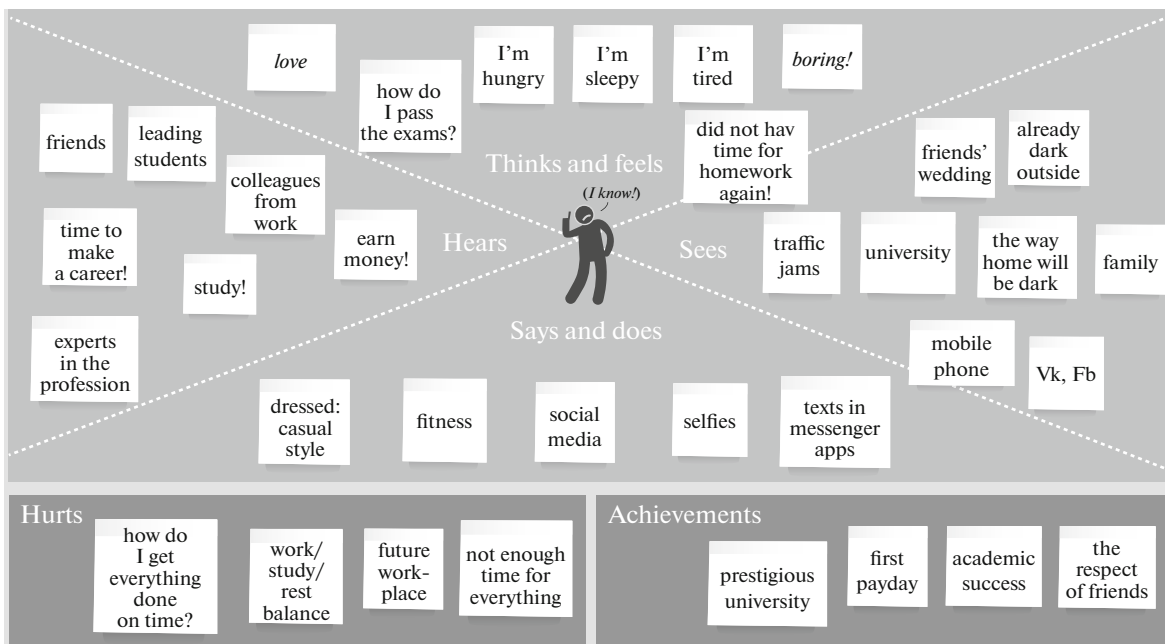 love
how do
I pass
the exams?
I'm
hungry
I'm
sleepy
I'm
tired
boring!
did not hav
time for
homework
again!
Thinks and feels
(I know!)
friends
leading
students
colleagues
from
work
time to
make
a career!
study!
earn
money!
experts
in the
profession
Hears
Sees
friends'
wedding
already
dark
outside
traffic
jams
university
the way
home will
be dark
family
mobile
phone
Vk, Fb
Says and does
dressed:
casual
style
fitness
social
media
selfies
texts in
messenger
apps
Hurts
how do
I get
everything
done
on time?
work/
study/
rest
balance
future
work-
place
not enough
time for
everything
Achievements
prestigious
university
first
payday
academic
success
the
respect
of friends